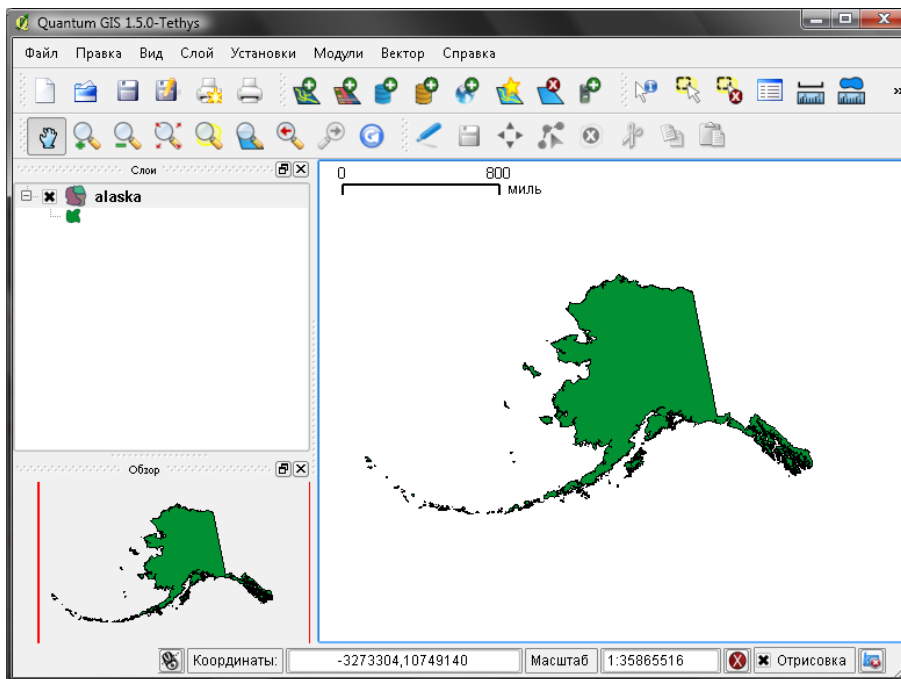 Quantum GIS 1.5.0-Tethys
Файл Правка Вид Слой Установки Модули Вектор Справка
Слои
alaska
0 800
миль
Обзор
Координаты: -3273304,10749140 Масштаб 1:35865516 Отрисовка